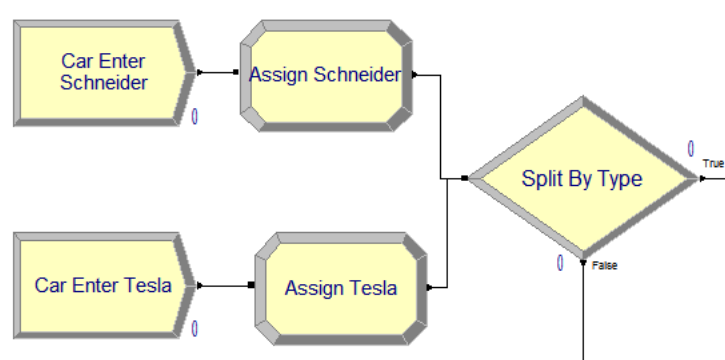 Car Enter
Schneider
0
Assign Schneider
Split By Type
0
True
0
False
Car Enter Tesla
0
Assign Tesla